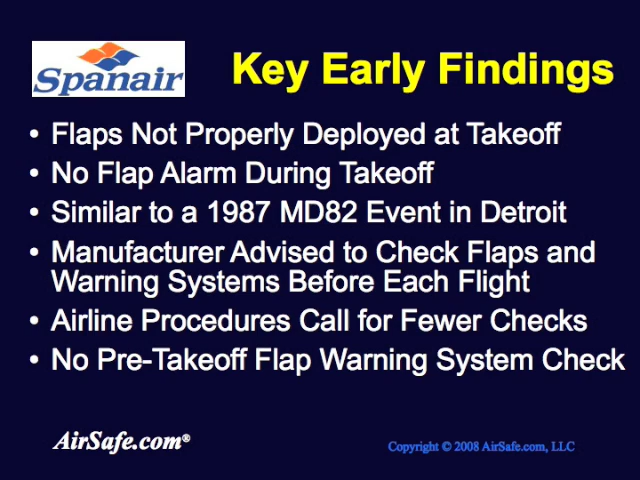 Spanair
Key Early Findings
• Flaps Not Properly Deployed at Takeoff
• No Flap Alarm During Takeoff
• Similar to a 1987 MD82 Event in Detroit
• Manufacturer Advised to Check Flaps and
Warning Systems Before Each Flight
• Airline Procedures Call for Fewer Checks
• No Pre-Takeoff Flap Warning System Check
AirSafe.com®
Copyright © 2008 AirSafe.com, LLC